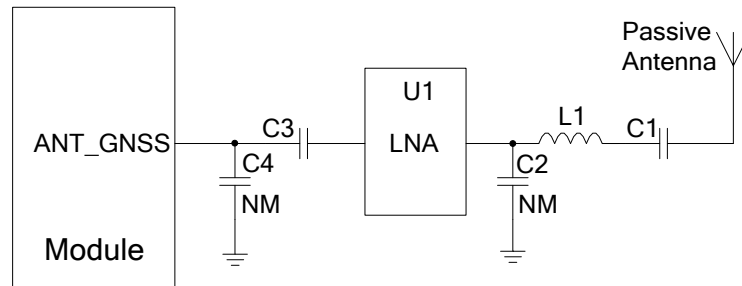 Passive
Antenna
U1
L1
C3
C1
ANT_GNSS
LNA
C4
C2
NM
NM
Module